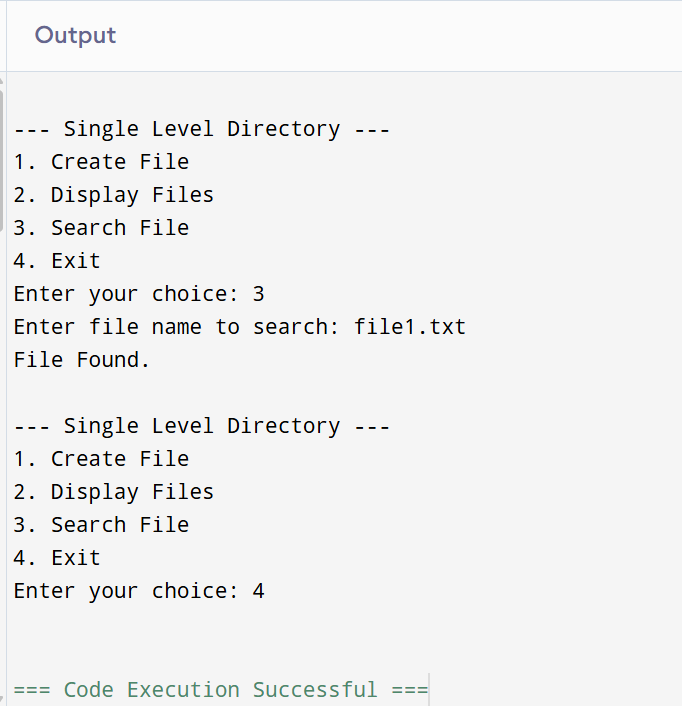 Output
--- Single Level Directory ---
1. Create File
2. Display Files
3. Search File
4. Exit
Enter your choice: 3
Enter file name to search: file1.txt
File Found.
--- Single Level Directory ---
1. Create File
2. Display Files
3. Search File
4. Exit
Enter your choice: 4
=== Code Execution Successful ===